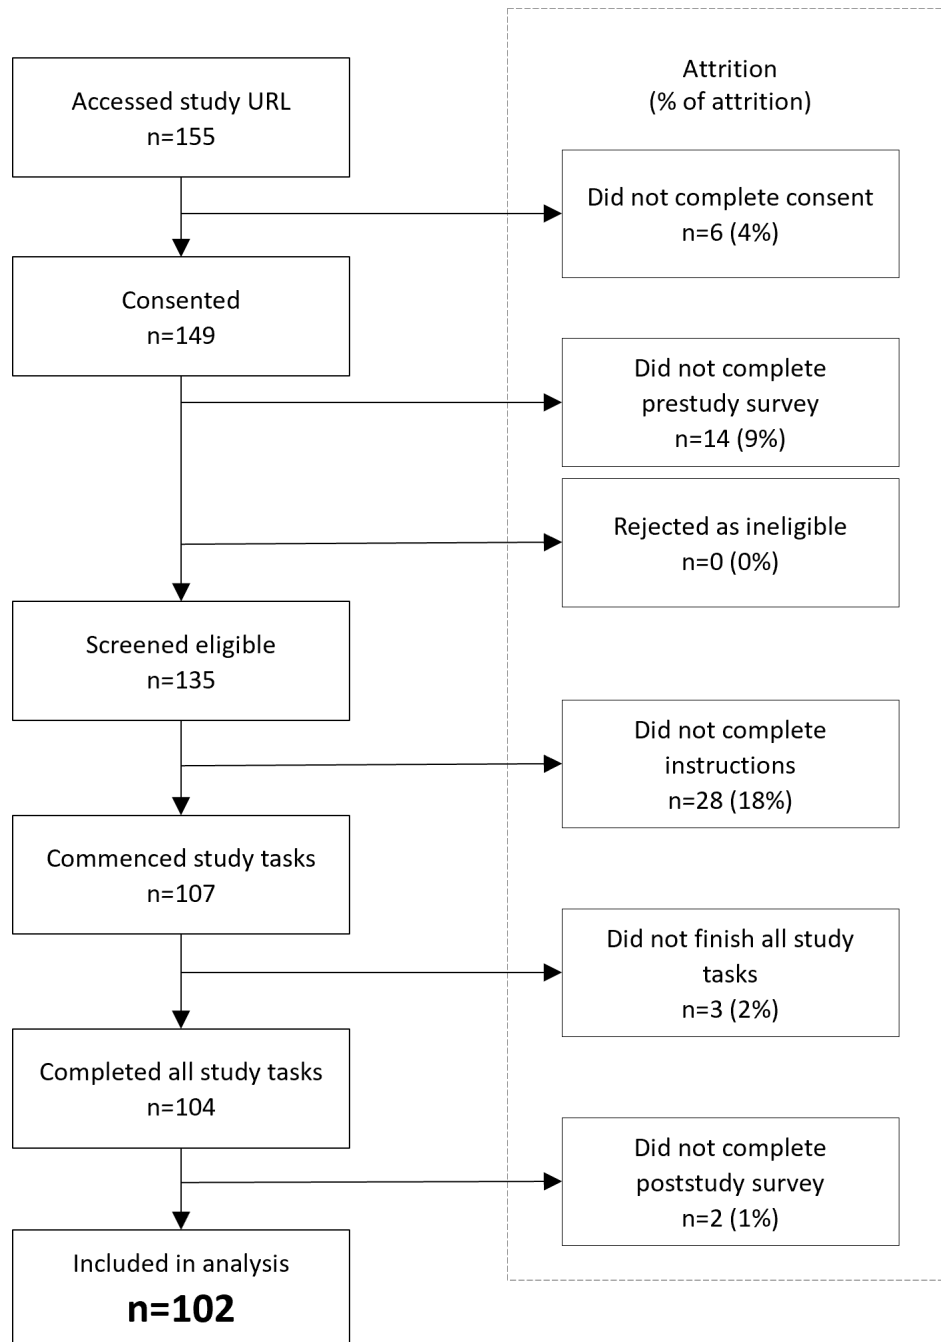 Attrition
(% of attrition)
Accessed study URL
n=155
Did not complete consent
n=6 (4%)
Consented
n=149
Did not complete
prestudy survey
n=14 (9%)
Rejected as ineligible
n=0 (0%)
Screened eligible
n=135
Did not complete
instructions
n=28 (18%)
Commenced study tasks
n=107
Did not finish all study
tasks
n=3 (2%)
Completed all study tasks
n=104
Did not complete
poststudy survey
n=2 (1%)
Included in analysis
n=102